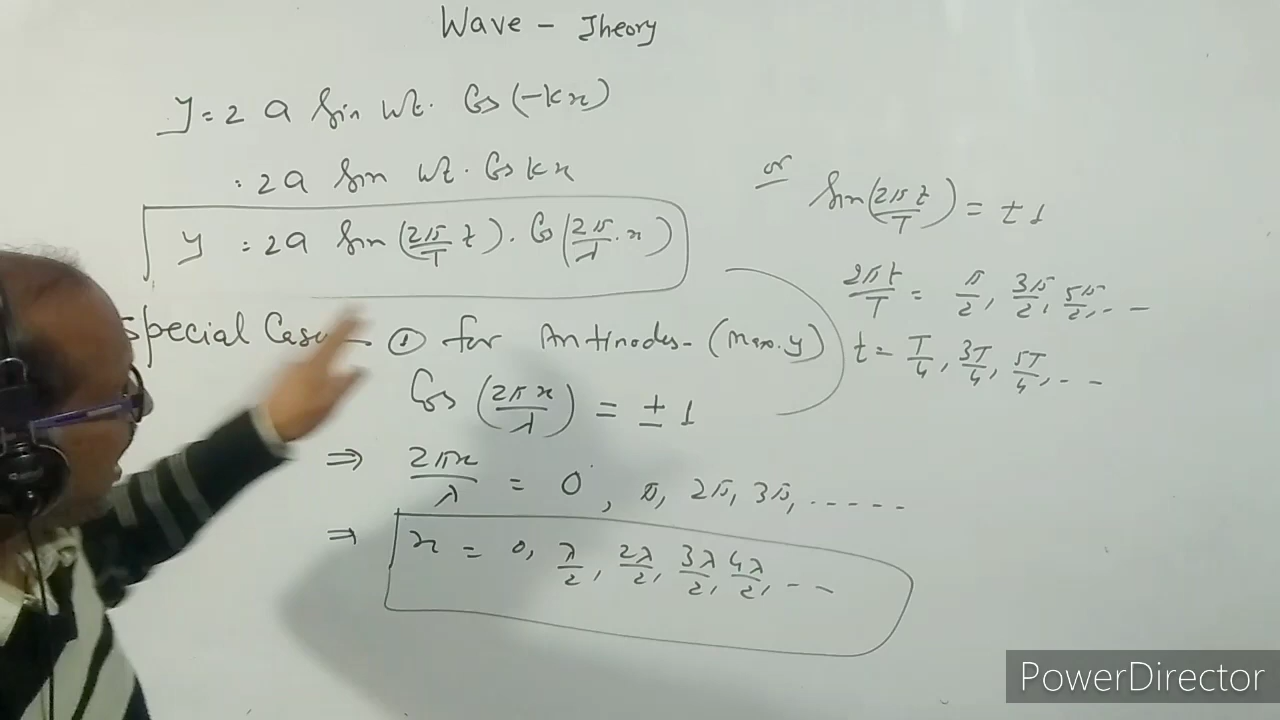 Wave - Theory
y = 2 a Sin ωt. Cos (-kx)
= 2a Sin ωt. Cos kx
y = 2a Sin (2π/T t). Cos (2π/λ . x)
Special Case - ① for Antinodes - (Max. y)
Cos (2πx/λ) = ± 1
⇒ 2πx/λ = 0, π, 2π, 3π, .....
⇒ x = 0, λ/2, 2λ/2, 3λ/2, 4λ/2, - -
or Sin (2π t/T) = ± 1
2πt/T = π/2, 3π/2, 5π/2, - -
t = T/4, 3T/4, 5T/4, - -
PowerDirector